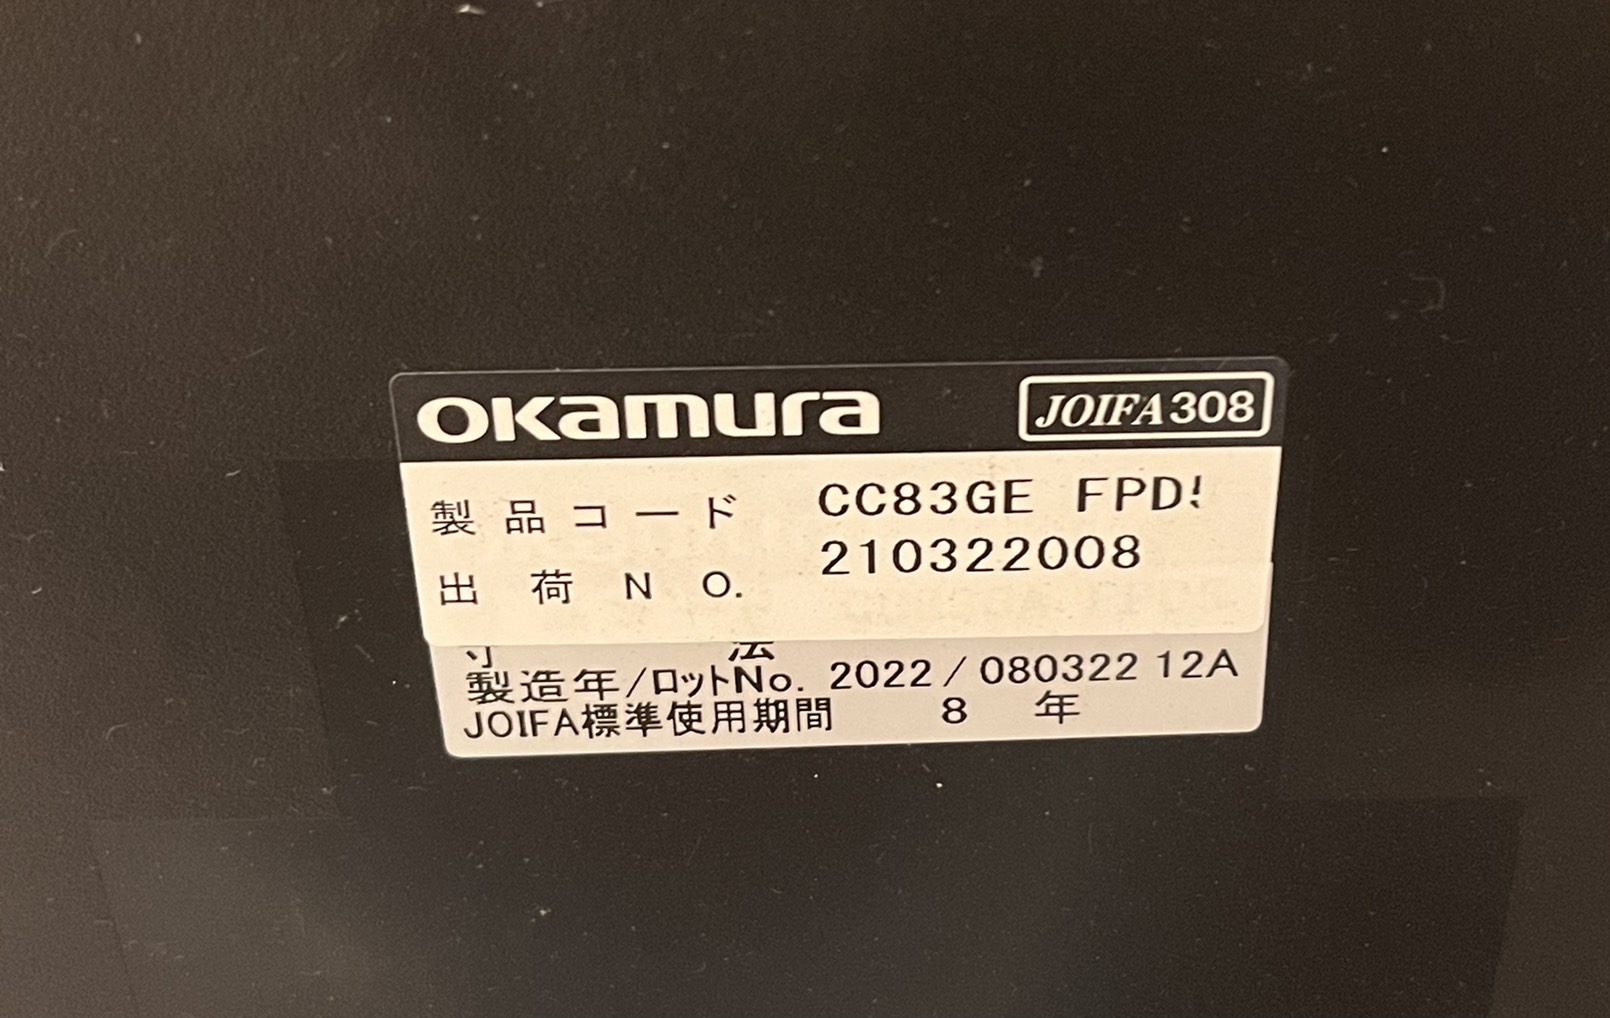 okamura JOIFA308
製品コード CC83GE FPD
出荷NO. 210322008
寸法
製造年/ロットNo. 2022/080322 12A
JOIFA標準使用期間 8 年